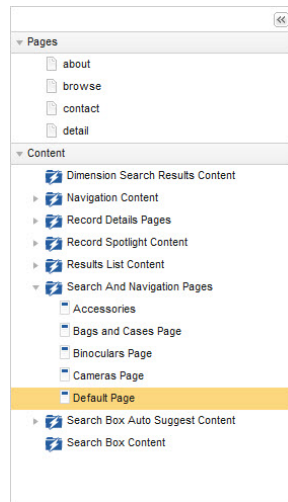 Pages
about
browse
contact
detail
Content
Dimension Search Results Content
Navigation Content
Record Details Pages
Record Spotlight Content
Results List Content
Search And Navigation Pages
Accessories
Bags and Cases Page
Binoculars Page
Cameras Page
Default Page
Search Box Auto Suggest Content
Search Box Content